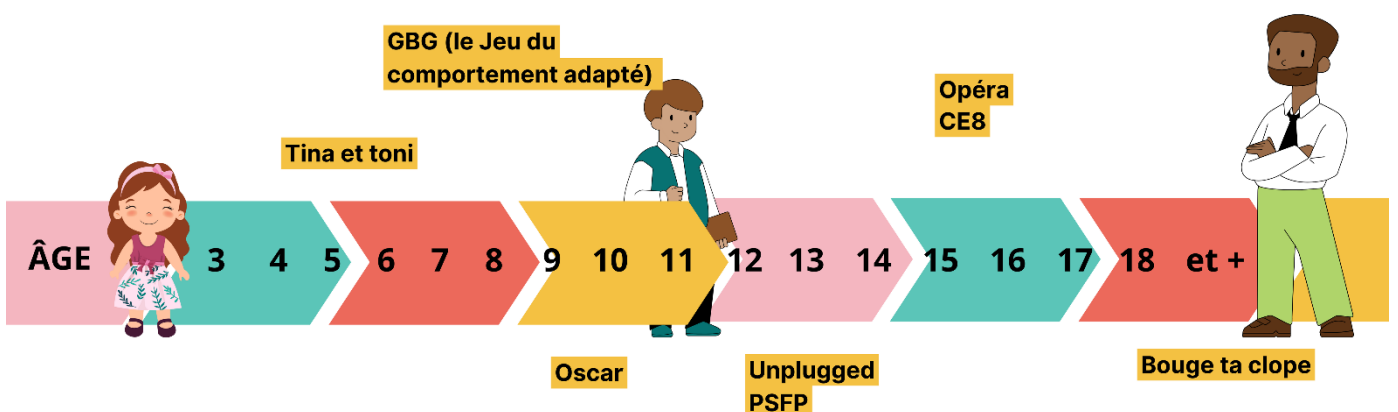 GBG (le Jeu du
comportement adapté)
Opéra
CE8
Tina et toni
ÂGE 3 4 5 6 7 8 9 10 11 12 13 14 15 16 17 18 et +
Oscar
Unplugged
PSFP
Bouge ta clope